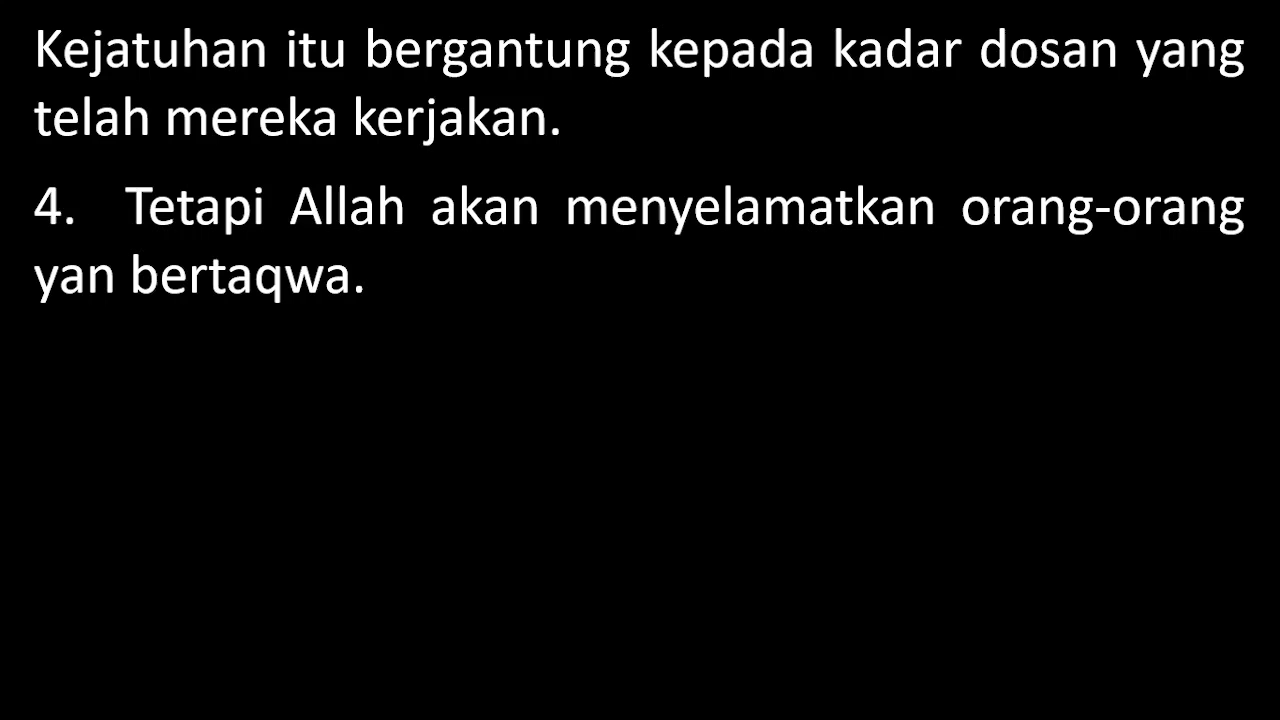 Kejatuhan itu bergantung kepada kadar dosan yang
telah mereka kerjakan.
4. Tetapi Allah akan menyelamatkan orang-orang
yan bertaqwa.